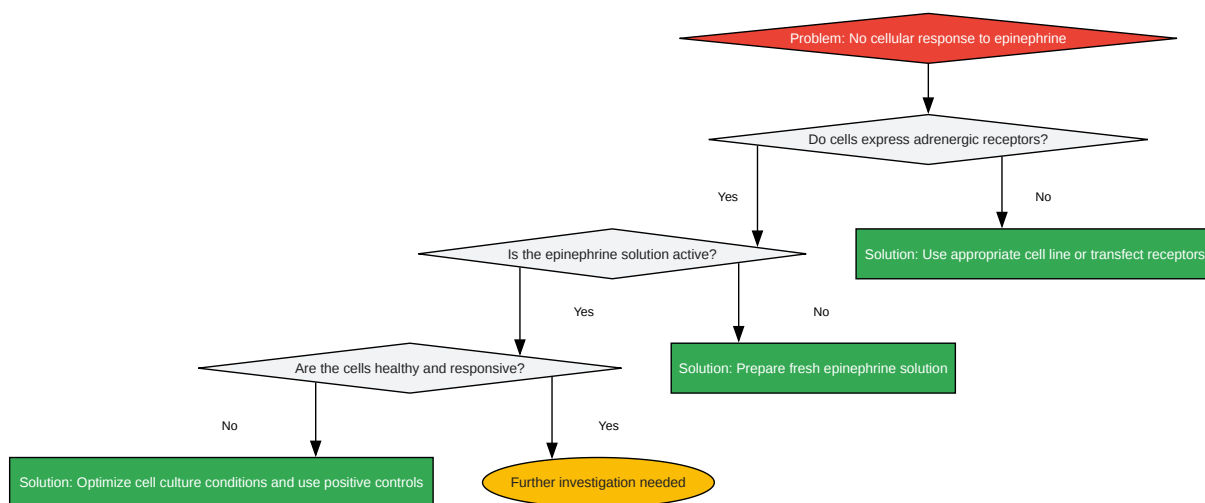 Problem: No cellular response to epinephrine
Do cells express adrenergic receptors?
Yes
No
Is the epinephrine solution active?
Solution: Use appropriate cell line or transfect receptors
Yes
No
Are the cells healthy and responsive?
Solution: Prepare fresh epinephrine solution
No
Yes
Solution: Optimize cell culture conditions and use positive controls
Further investigation needed